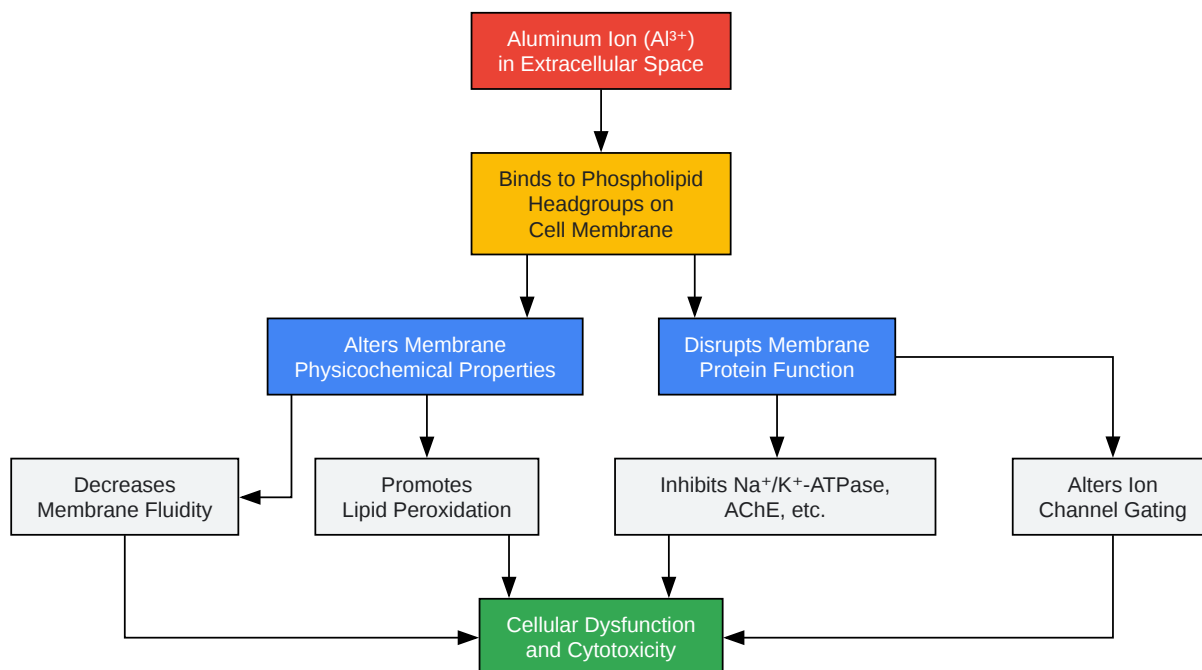 Aluminum Ion (Al³⁺)
in Extracellular Space
Binds to Phospholipid
Headgroups on
Cell Membrane
Alters Membrane
Physicochemical Properties
Disrupts Membrane
Protein Function
Decreases
Membrane Fluidity
Promotes
Lipid Peroxidation
Inhibits Na⁺/K⁺-ATPase,
AChE, etc.
Alters Ion
Channel Gating
Cellular Dysfunction
and Cytotoxicity